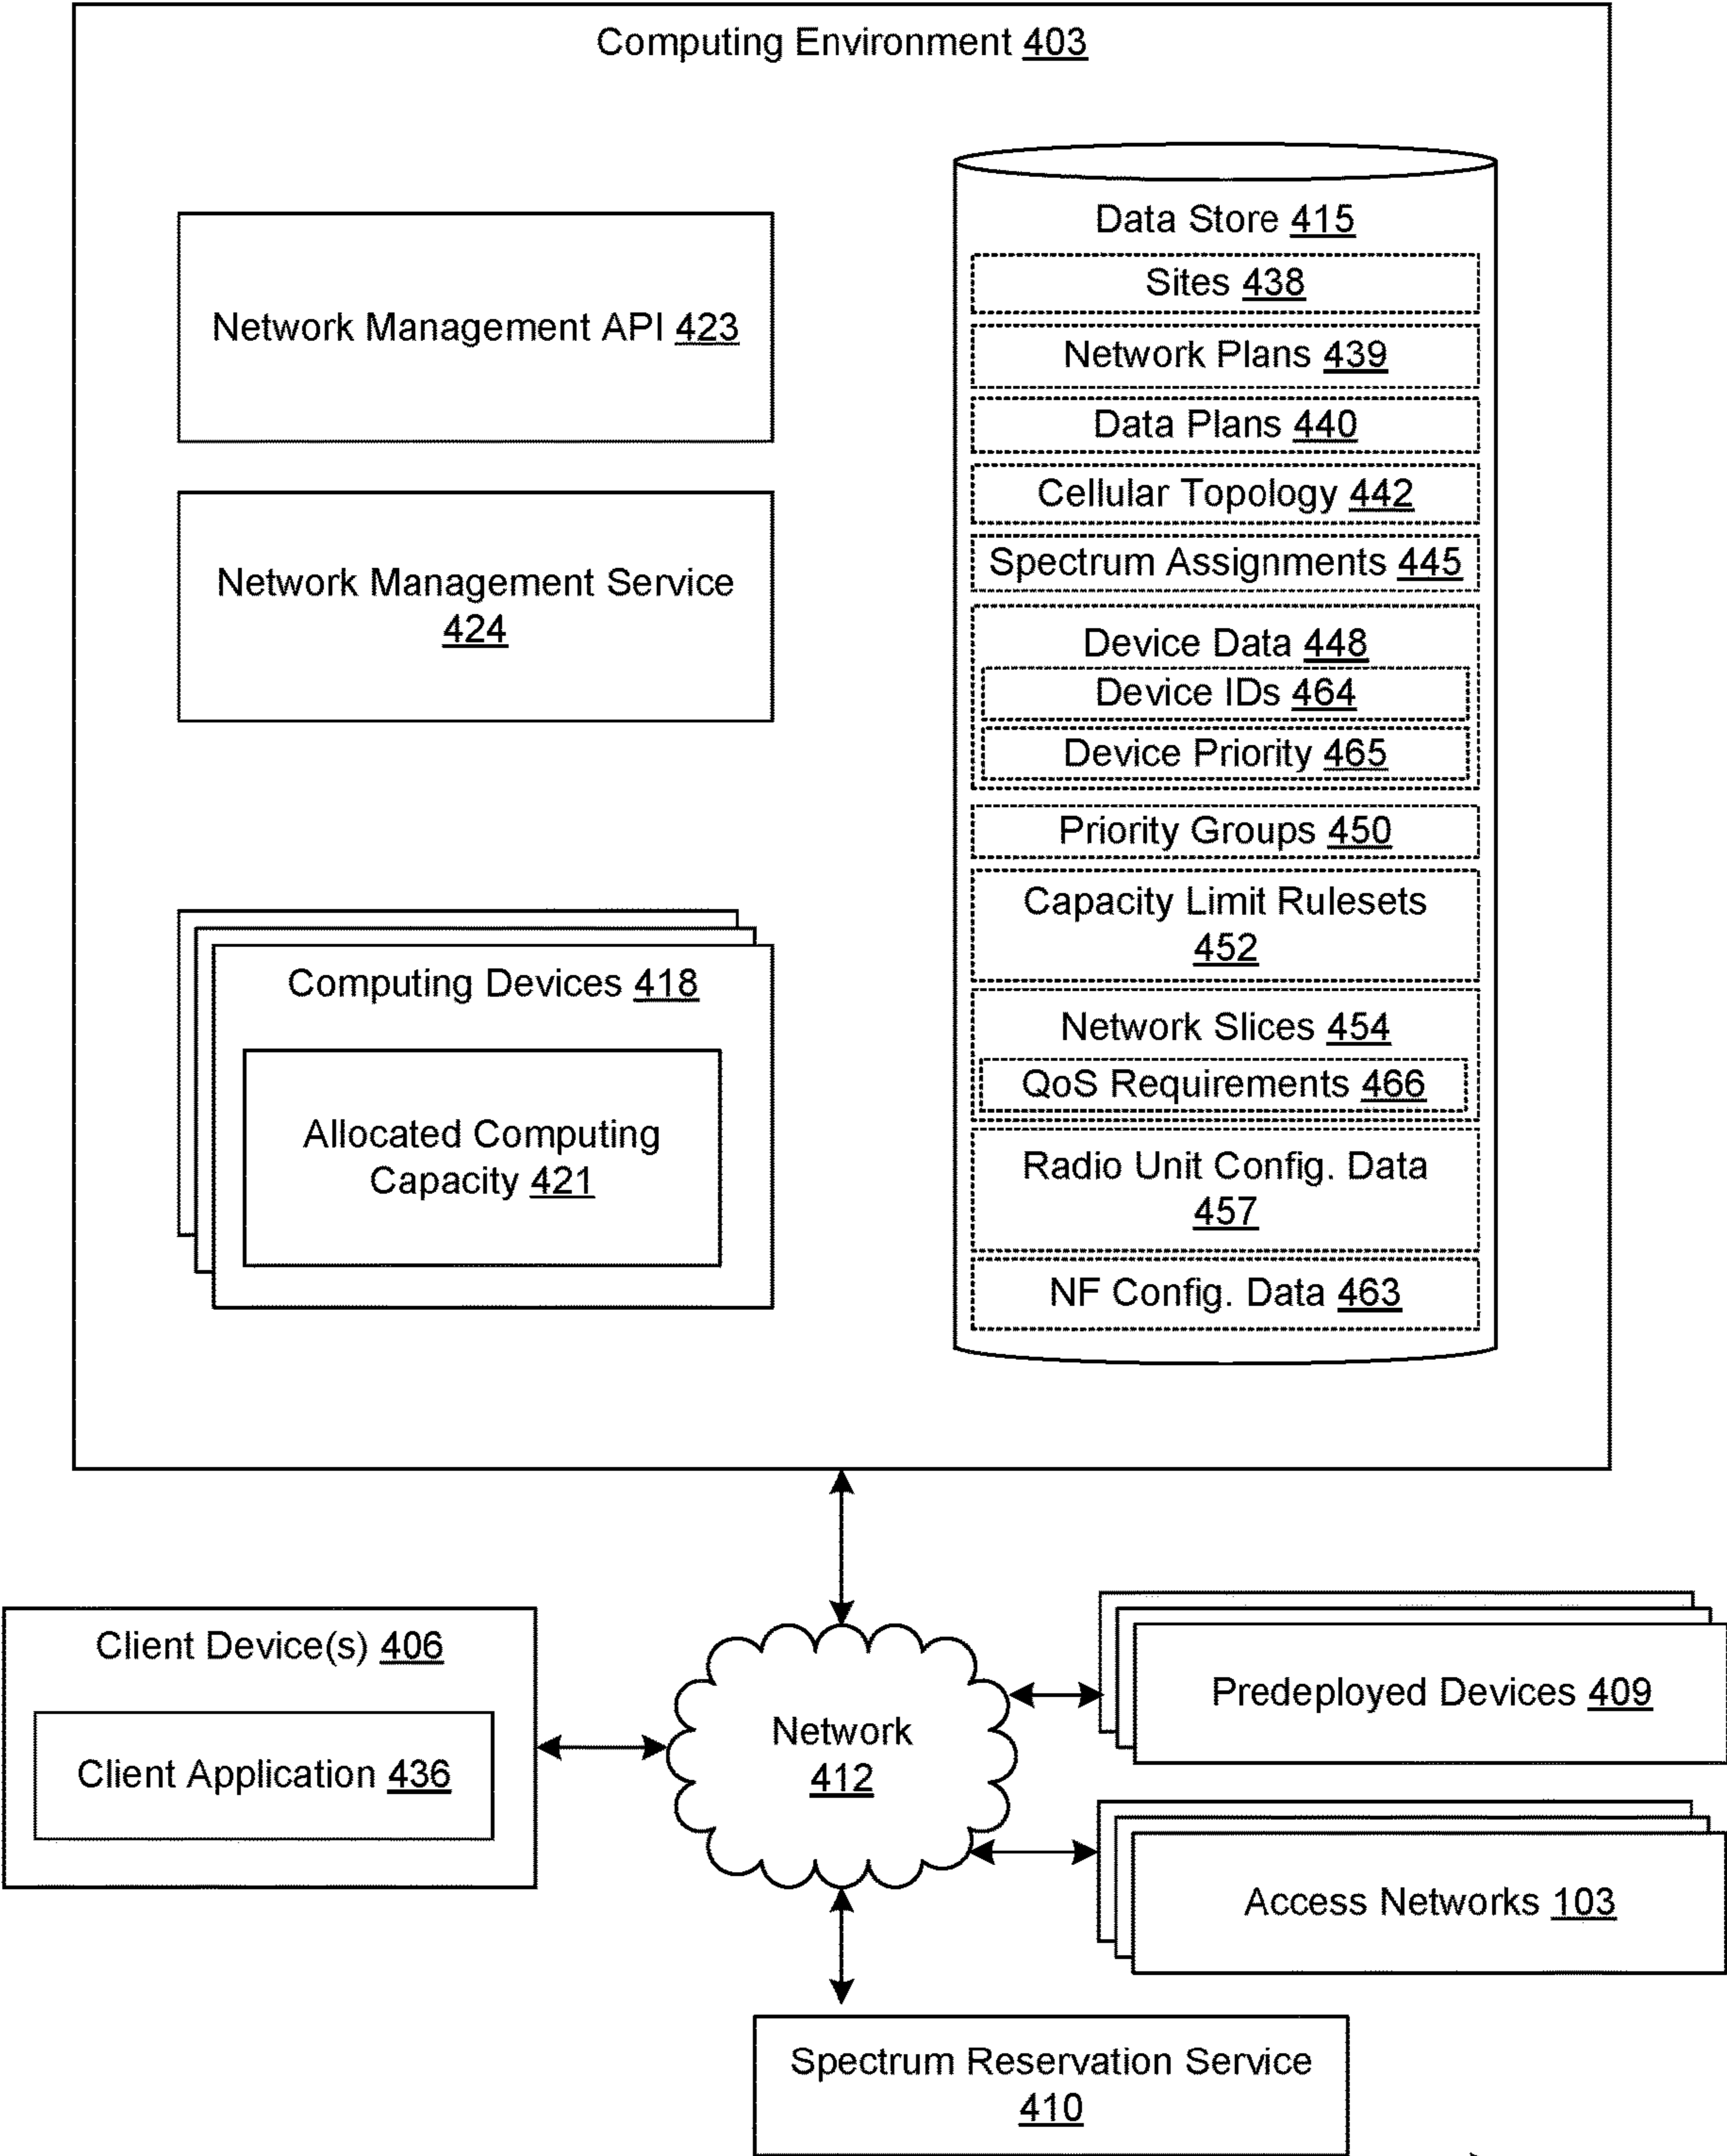 Computing Environment 403
Network Management API 423
Network Management Service
424
Computing Devices 418
Allocated Computing
Capacity 421
Data Store 415
Sites 438
Network Plans 439
Data Plans 440
Cellular Topology 442
Spectrum Assignments 445
Device Data 448
Device IDs 464
Device Priority 465
Priority Groups 450
Capacity Limit Rulesets
452
Network Slices 454
QoS Requirements 466
Radio Unit Config. Data
457
NF Config. Data 463
Client Device(s) 406
Client Application 436
Network
412
Predeployed Devices 409
Access Networks 103
Spectrum Reservation Service
410